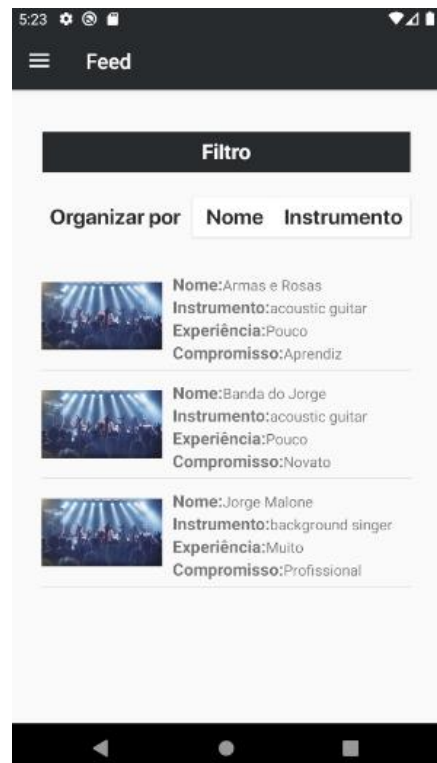 5:23
Feed
Filtro
Organizar por Nome Instrumento
Nome:Armas e Rosas
Instrumento:acoustic guitar
Experiência:Pouco
Compromisso:Aprendiz
Nome:Banda do Jorge
Instrumento:acoustic guitar
Experiência:Pouco
Compromisso:Novato
Nome:Jorge Malone
Instrumento:background singer
Experiência:Muito
Compromisso:Profissional